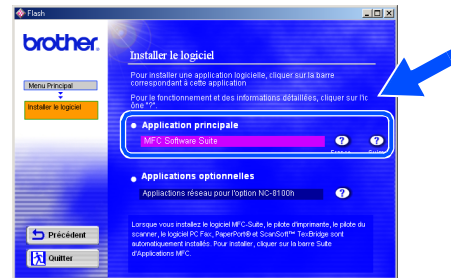 Flash
brother.
Installer le logiciel
Pour installer une application logicielle, cliquer sur la barre
correspondant à cette application
Pour le fonctionnement et des informations détaillées, cliquer sur l'ic
ône "?".
Menu Principal
Installer le logiciel
Application principale
MFC Software Suite
?
?
France
Suisse
Applications optionnelles
Appliactions réseau pour l'option NC-8100h
?
Lorsque vous installez le logiciel MFC-Suite, le pilote d'imprimante, le pilote du
scanner, le logiciel PC Fax, PaperPort® et ScanSoft™ TexBridge sont
automatiquement installés. Pour installer, cliquer sur la barre Suite
d'Applications MFC.
Précédent
Quitter